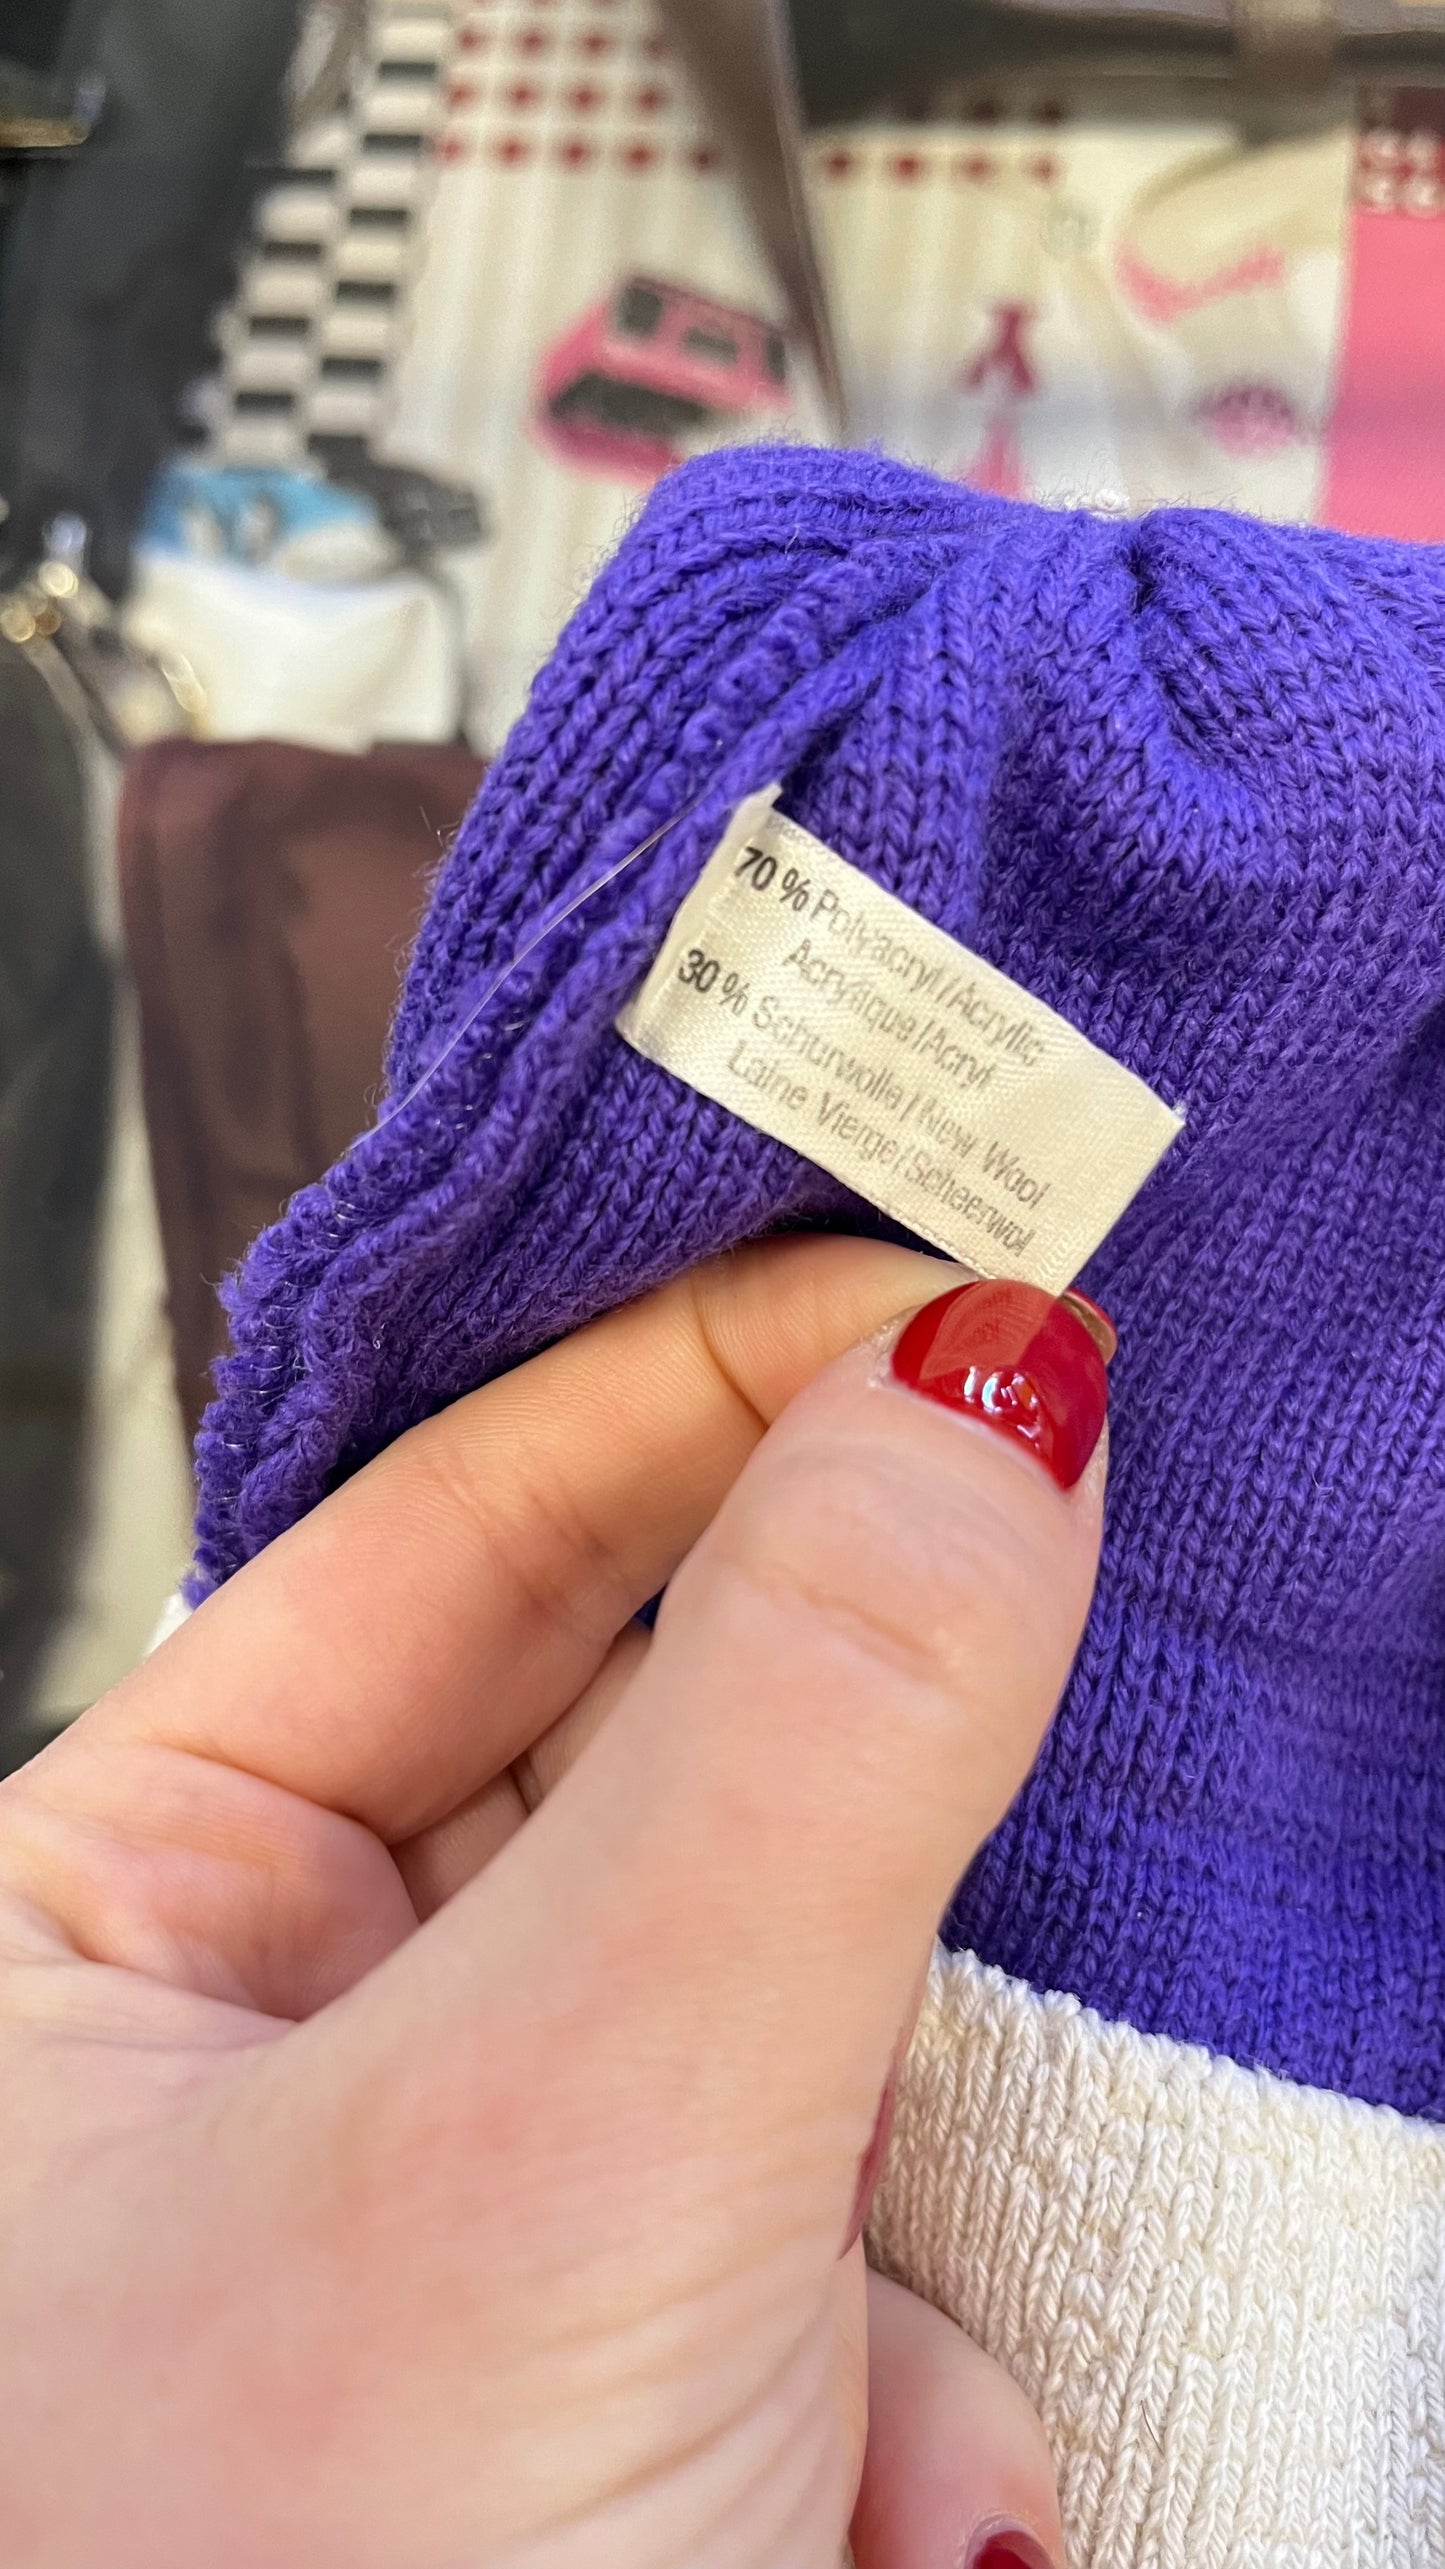 70% Polyacryl/Acrylic
Acrylique/Acryl
30% Schurwolle/New Wool
Laine Vierge/Scheerwol